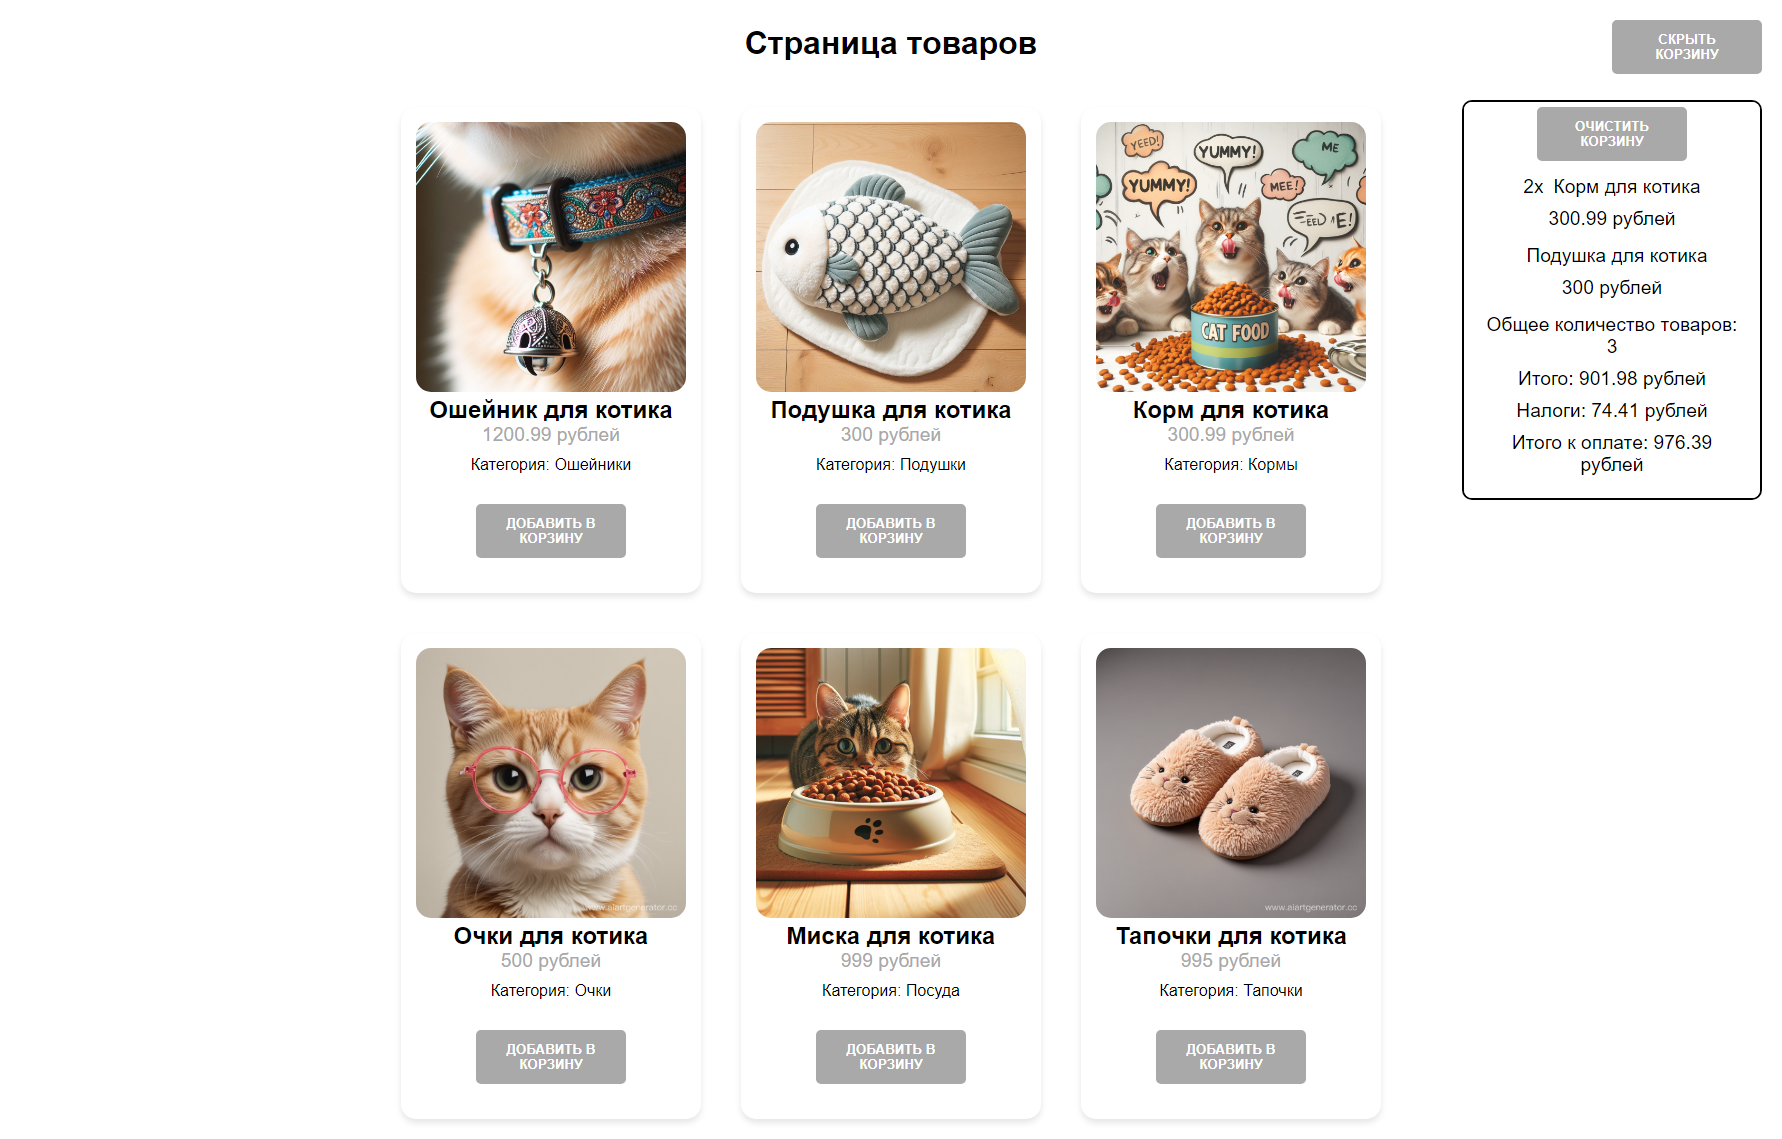 Страница товаров
СКРЫТЬ
КОРЗИНУ
YEED!
YUMMY!
ME
YUMMY!
MEE!
CAT FOOD
Ошейник для котика
1200.99 рублей
Категория: Ошейники
ДОБАВИТЬ В
КОРЗИНУ
Подушка для котика
300 рублей
Категория: Подушки
ДОБАВИТЬ В
КОРЗИНУ
Корм для котика
300.99 рублей
Категория: Кормы
ДОБАВИТЬ В
КОРЗИНУ
ОЧИСТИТЬ
КОРЗИНУ
2x Корм для котика
300.99 рублей
Подушка для котика
300 рублей
Общее количество товаров:
3
Итого: 901.98 рублей
Налоги: 74.41 рублей
Итого к оплате: 976.39
рублей
www.aiartgenerator.cc
Очки для котика
500 рублей
Категория: Очки
ДОБАВИТЬ В
КОРЗИНУ
Миска для котика
999 рублей
Категория: Посуда
ДОБАВИТЬ В
КОРЗИНУ
www.aiartgenerator.cc
Тапочки для котика
995 рублей
Категория: Тапочки
ДОБАВИТЬ В
КОРЗИНУ